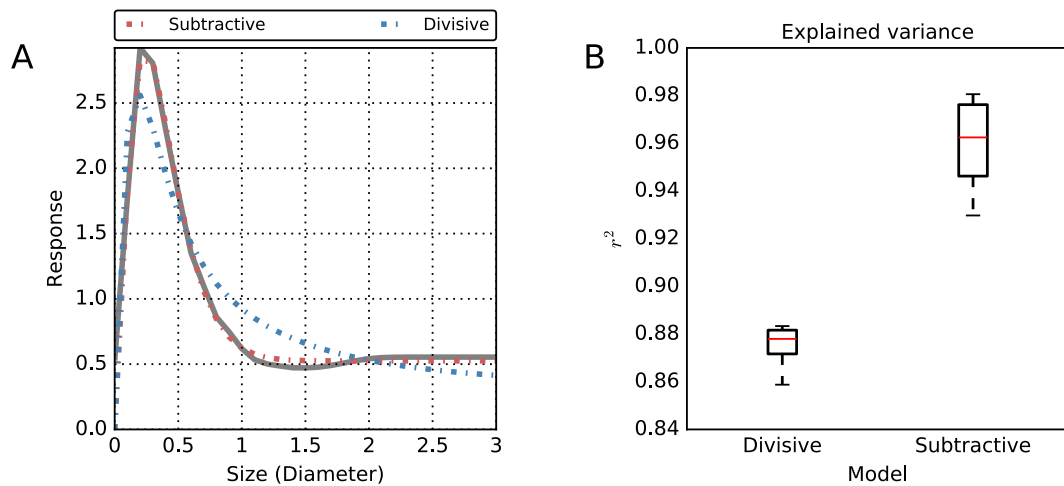 Subtractive Divisive
A
Response
2.5
2.0
1.5
1.0
0.5
0.0
0 0.5 1 1.5 2 2.5 3
Size (Diameter)
B
Explained variance
r²
1.00
0.98
0.96
0.94
0.92
0.90
0.88
0.86
0.84
Divisive Subtractive
Model